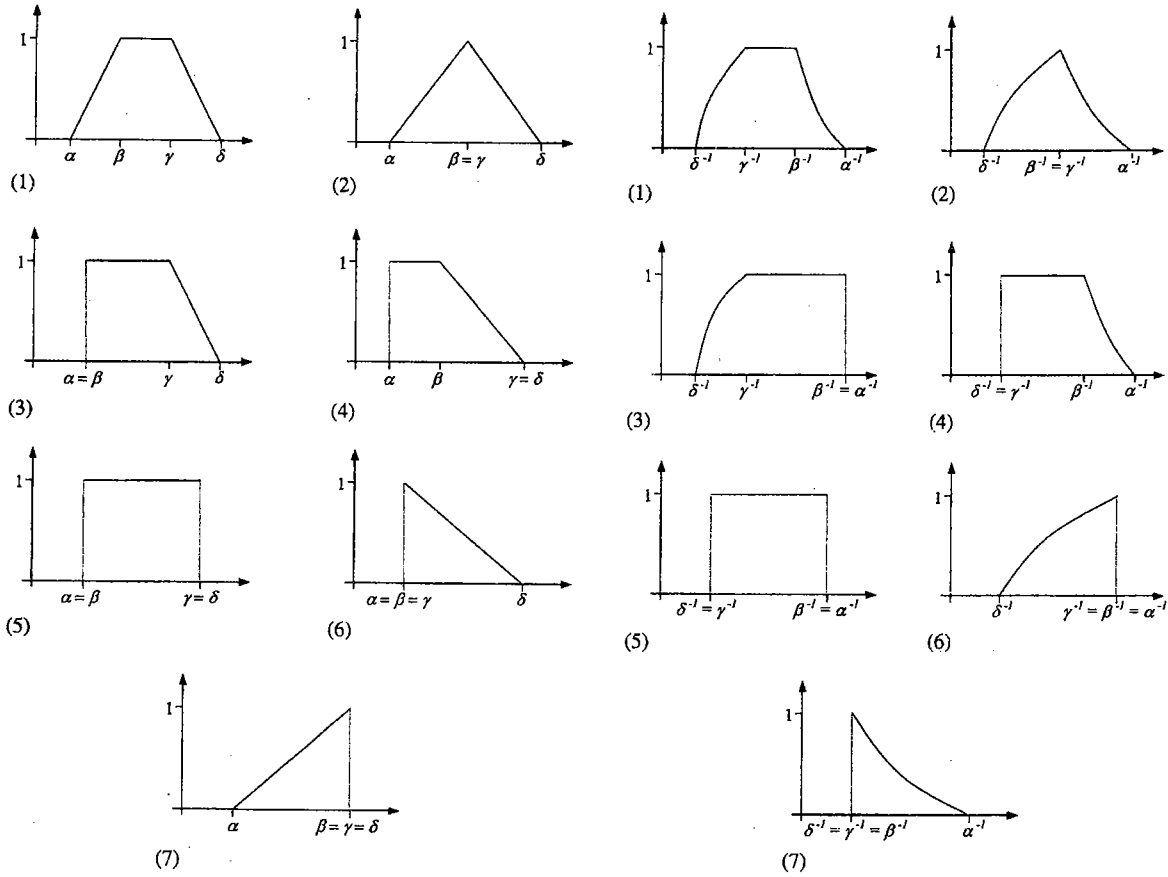 1
α β γ δ
(1)
1
α β = γ δ
(2)
1
δ⁻¹ γ⁻¹ β⁻¹ α⁻¹
(1)
1
δ⁻¹ β⁻¹ = γ⁻¹ α⁻¹
(2)
1
α = β γ δ
(3)
1
α β γ = δ
(4)
1
δ⁻¹ γ⁻¹ β⁻¹ = α⁻¹
(3)
1
δ⁻¹ = γ⁻¹ β⁻¹ α⁻¹
(4)
1
α = β γ = δ
(5)
1
α = β = γ δ
(6)
1
δ⁻¹ = γ⁻¹ β⁻¹ = α⁻¹
(5)
1
δ⁻¹ γ⁻¹ = β⁻¹ = α⁻¹
(6)
1
α β = γ = δ
(7)
1
δ⁻¹ = γ⁻¹ = β⁻¹ α⁻¹
(7)